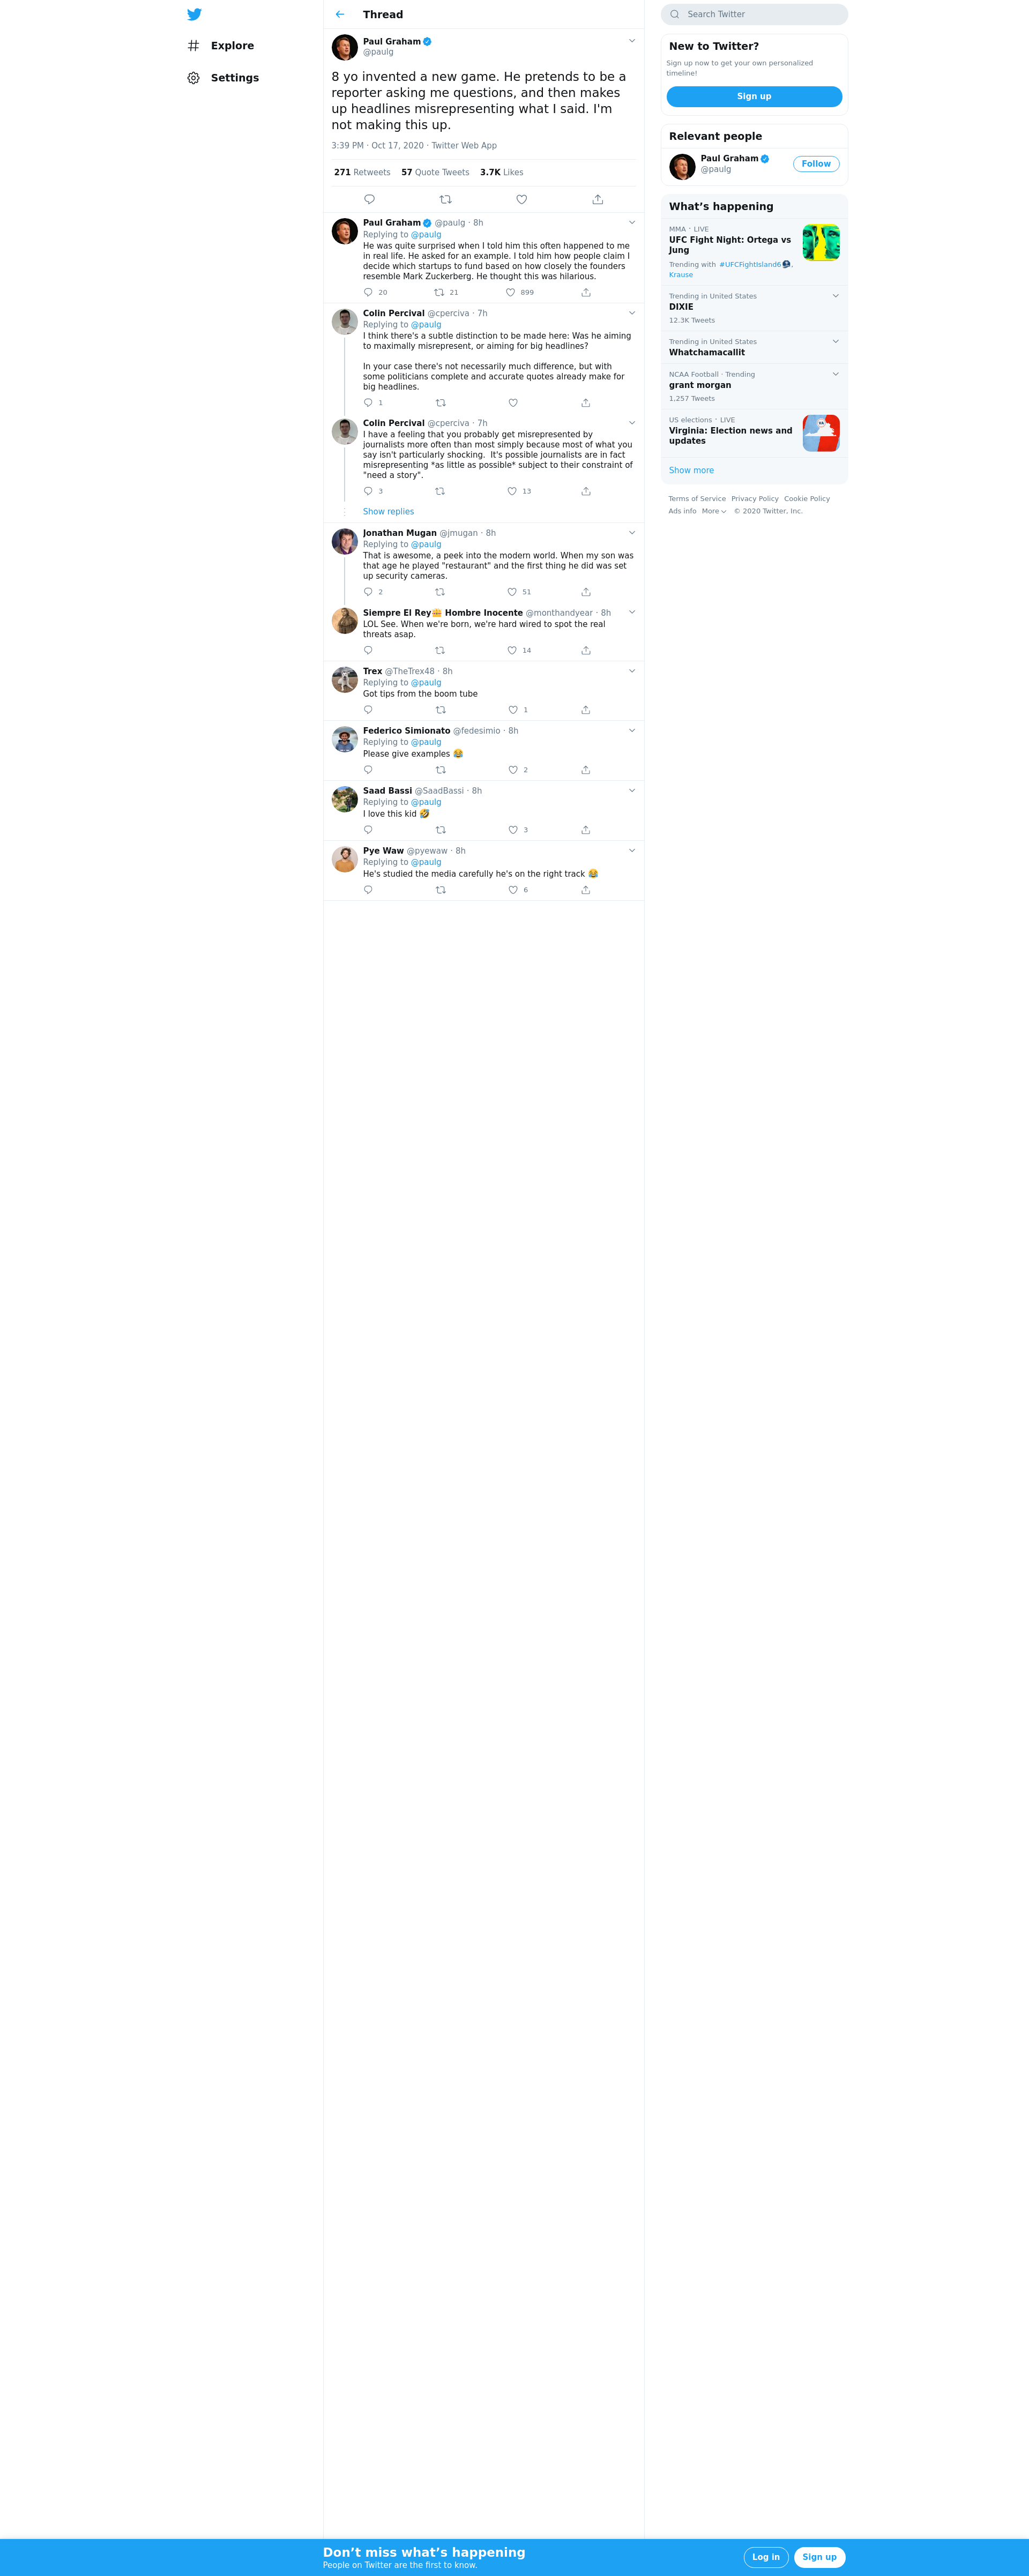 Explore
Settings
Thread
Paul Graham
@paulg
8 yo invented a new game. He pretends to be a
reporter asking me questions, and then makes
up headlines misrepresenting what I said. I'm
not making this up.
3:39 PM · Oct 17, 2020 · Twitter Web App
271 Retweets 57 Quote Tweets 3.7K Likes
Paul Graham @paulg · 8h
Replying to @paulg
He was quite surprised when I told him this often happened to me
in real life. He asked for an example. I told him how people claim I
decide which startups to fund based on how closely the founders
resemble Mark Zuckerberg. He thought this was hilarious.
20 21 899
Colin Percival @cperciva · 7h
Replying to @paulg
I think there's a subtle distinction to be made here: Was he aiming
to maximally misrepresent, or aiming for big headlines?
In your case there's not necessarily much difference, but with
some politicians complete and accurate quotes already make for
big headlines.
1
Colin Percival @cperciva · 7h
I have a feeling that you probably get misrepresented by
journalists more often than most simply because most of what you
say isn't particularly shocking. It's possible journalists are in fact
misrepresenting *as little as possible* subject to their constraint of
"need a story".
3 13
Show replies
Jonathan Mugan @jmugan · 8h
Replying to @paulg
That is awesome, a peek into the modern world. When my son was
that age he played "restaurant" and the first thing he did was set
up security cameras.
2 51
Siempre El Rey👑 Hombre Inocente @monthandyear · 8h
LOL See. When we're born, we're hard wired to spot the real
threats asap.
14
Trex @TheTrex48 · 8h
Replying to @paulg
Got tips from the boom tube
1
Federico Simionato @fedesimio · 8h
Replying to @paulg
Please give examples 😂
2
Saad Bassi @SaadBassi · 8h
Replying to @paulg
I love this kid 🤣
3
Pye Waw @pyewaw · 8h
Replying to @paulg
He's studied the media carefully he's on the right track 😂
6
Search Twitter
New to Twitter?
Sign up now to get your own personalized
timeline!
Sign up
Relevant people
Paul Graham
@paulg
Follow
What's happening
MMA · LIVE
UFC Fight Night: Ortega vs
Jung
Trending with #UFCFightIsland6,
Krause
Trending in United States
DIXIE
12.3K Tweets
Trending in United States
Whatchamacallit
NCAA Football · Trending
grant morgan
1,257 Tweets
US elections · LIVE
Virginia: Election news and
updates
Show more
Terms of Service Privacy Policy Cookie Policy
Ads info More © 2020 Twitter, Inc.
Don't miss what's happening
People on Twitter are the first to know.
Log in
Sign up